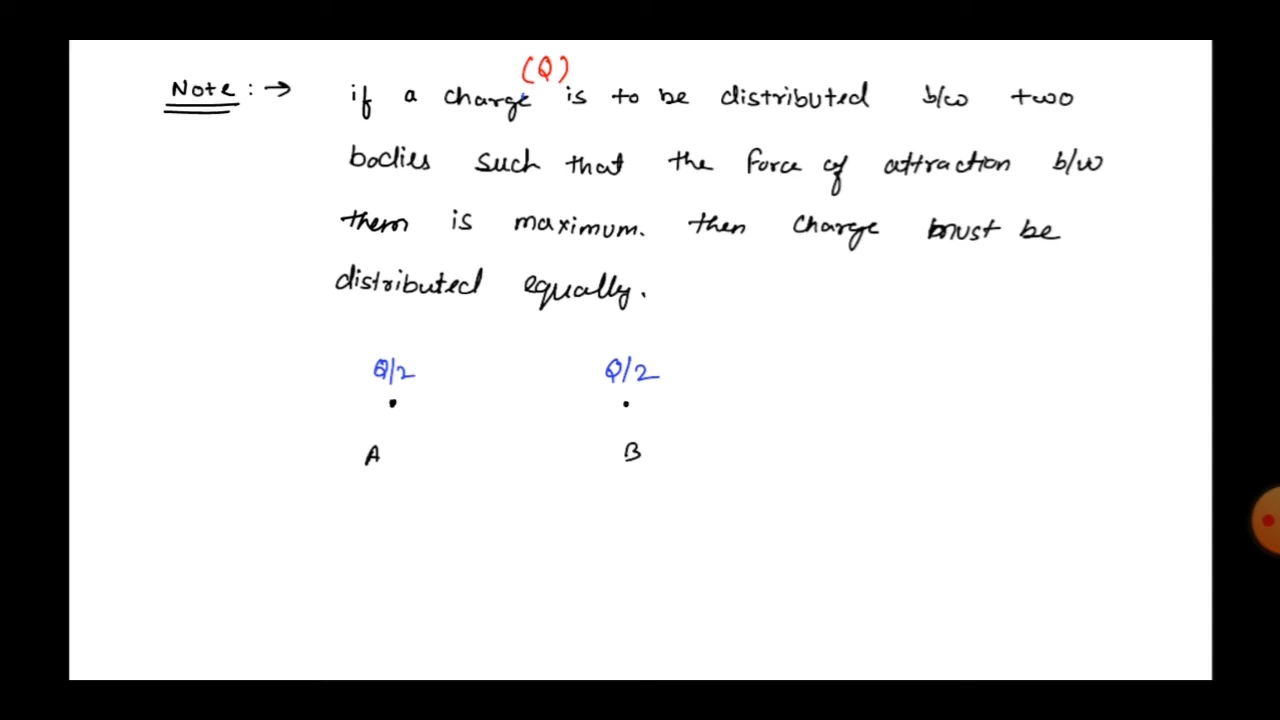 (Q)
Note :→ if a charge is to be distributed b/w two
bodies such that the force of attraction b/w
them is maximum. then charge must be
distributed equally.
Q/2 Q/2
A B